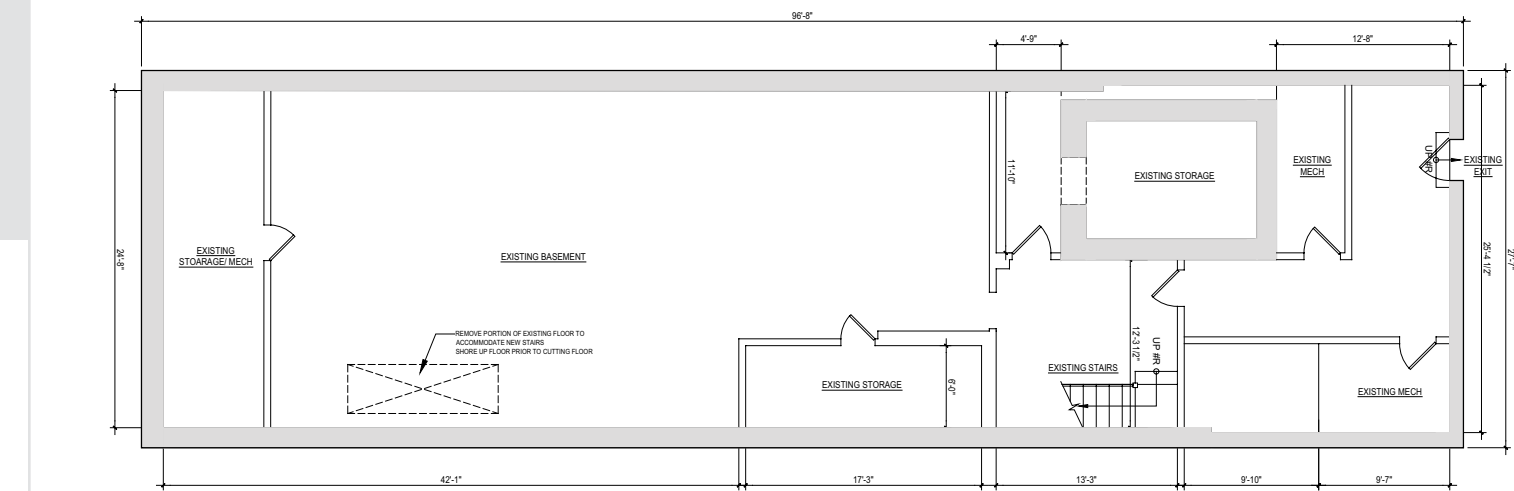 96'-8"
4'-9"
12'-8"
11'-10"
UP #R
EXISTING
EXIT
EXISTING
MECH
EXISTING STORAGE
24'-8"
EXISTING
STOARAGE/ MECH
EXISTING BASEMENT
25'-4 1/2"
27'-7"
REMOVE PORTION OF EXISTING FLOOR TO
ACCOMMODATE NEW STAIRS
SHORE UP FLOOR PRIOR TO CUTTING FLOOR
12'-3 1/2"
UP #R
EXISTING STAIRS
EXISTING STORAGE
6'-0"
EXISTING MECH
42'-1"
17'-3"
13'-3"
9'-10"
9'-7"